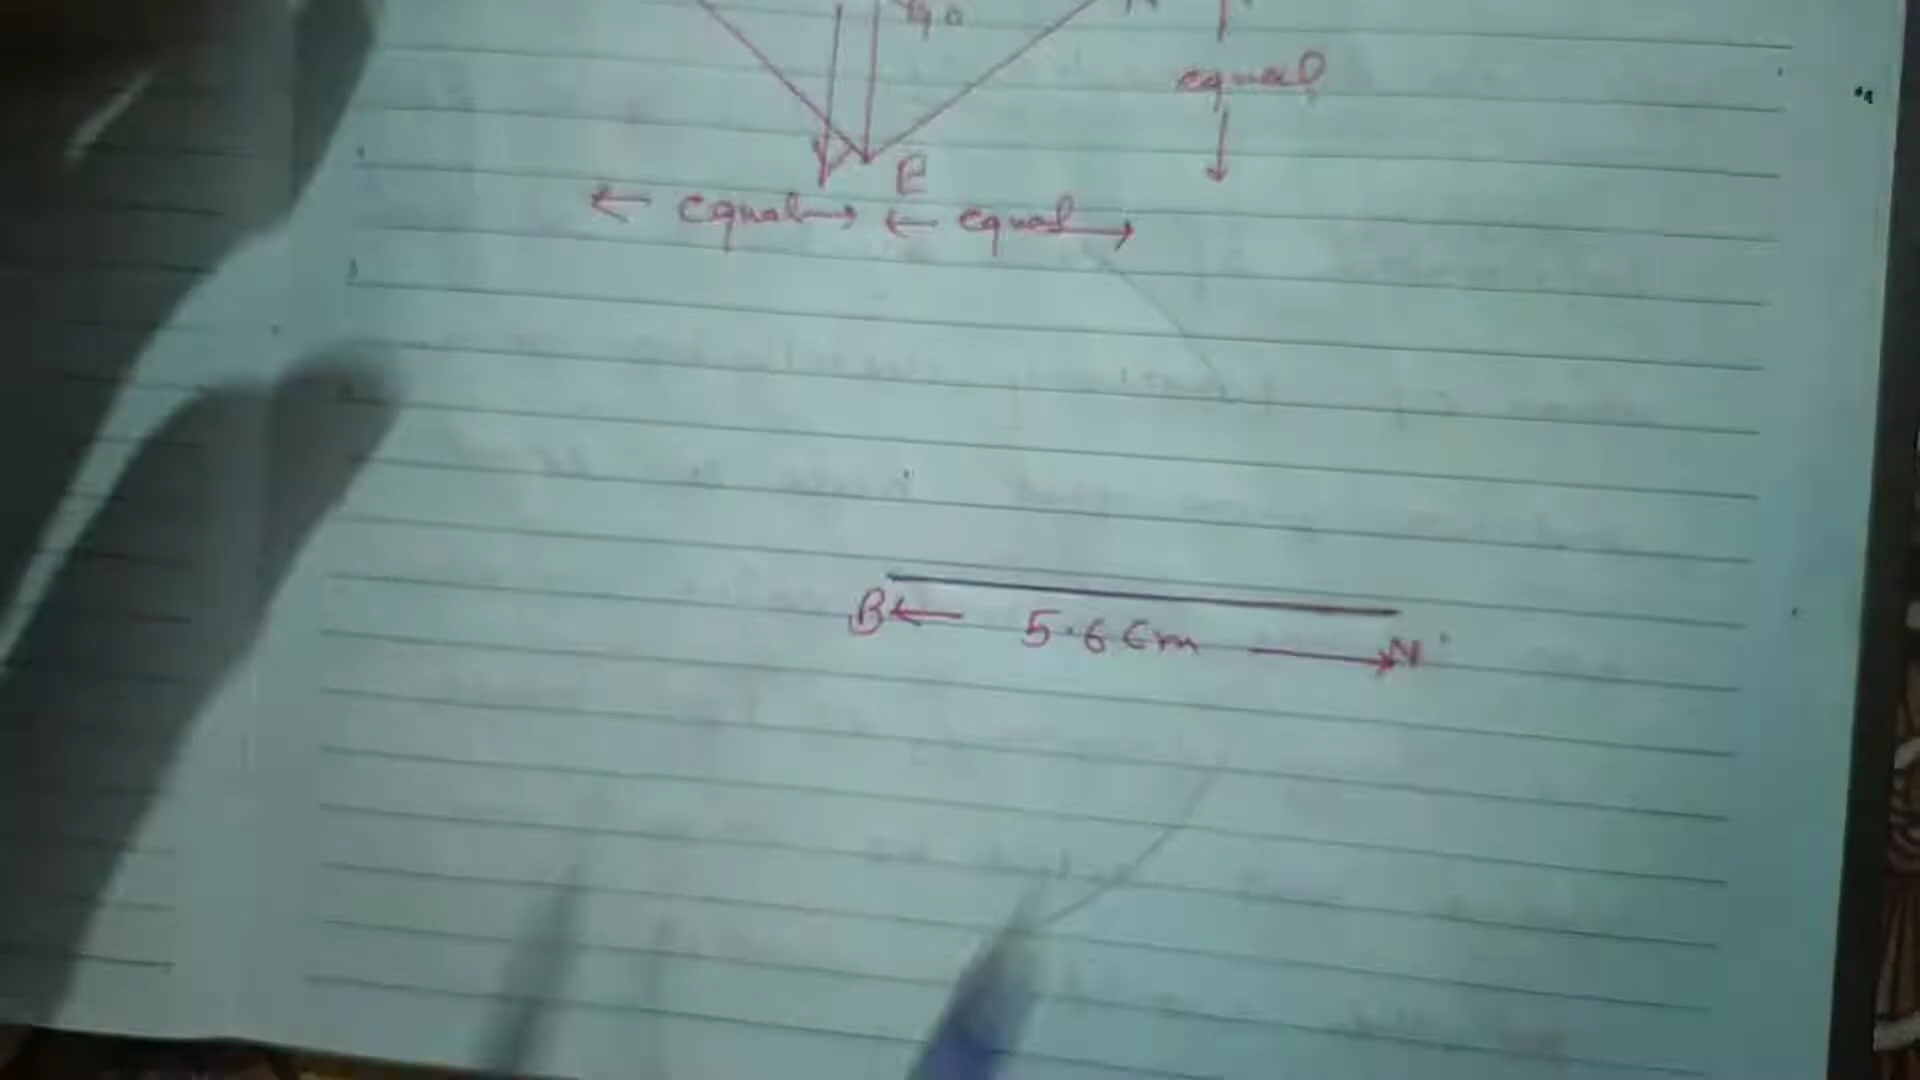 equal
E
← equal → ← equal →
B ← 5.6 cm → N